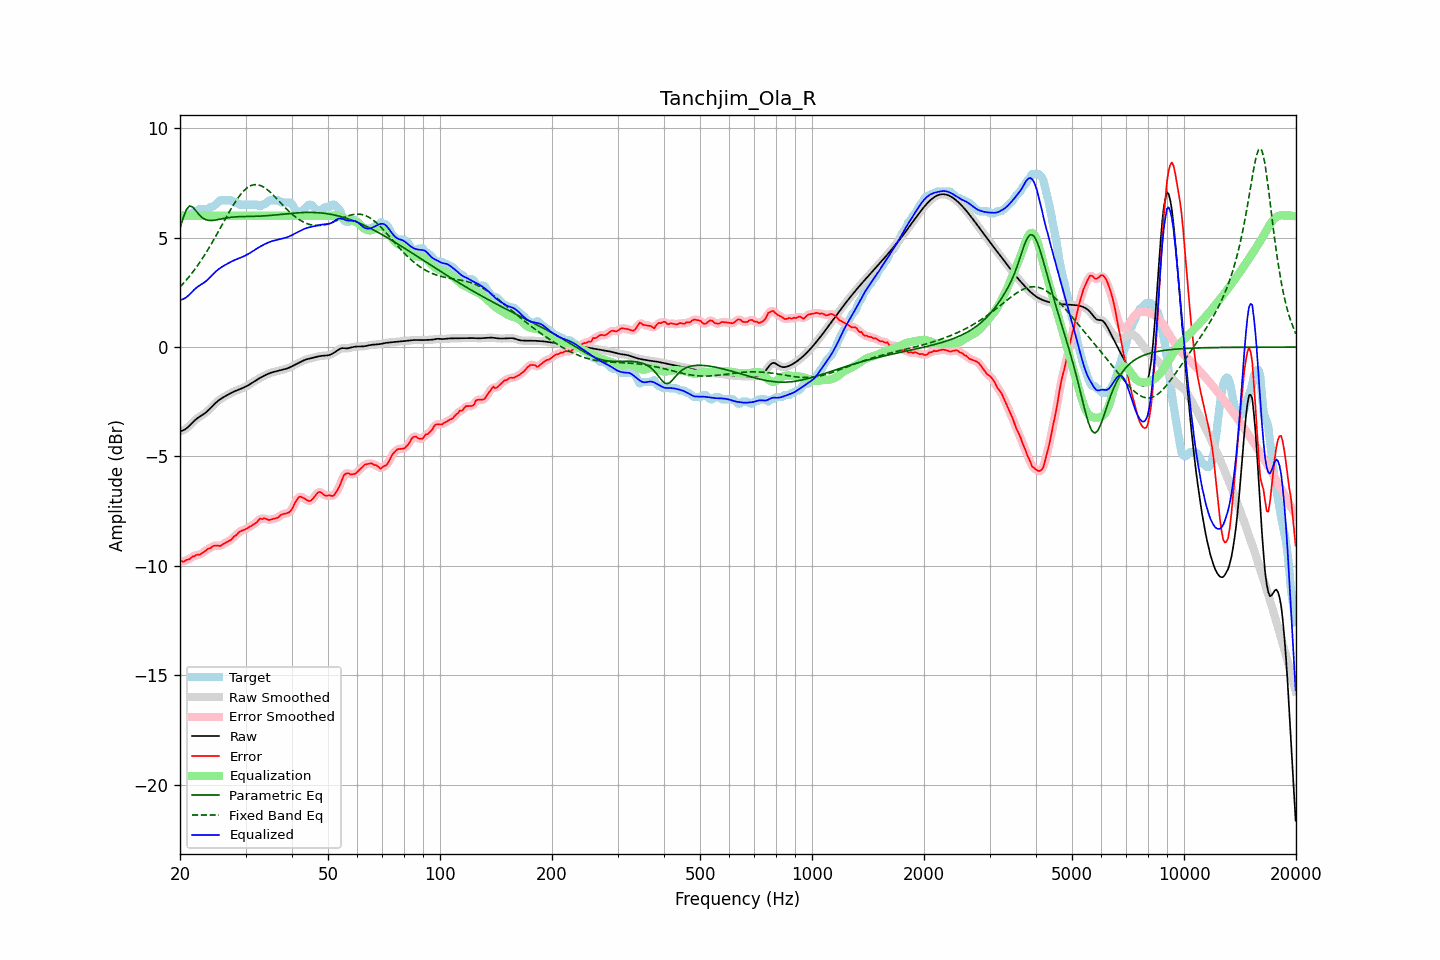 Tanchjim_Ola_R
Amplitude (dBr)
10
5
0
−5
−10
−15
−20
Target
Raw Smoothed
Error Smoothed
Raw
Error
Equalization
Parametric Eq
Fixed Band Eq
Equalized
20 50 100 200 500 1000 2000 5000 10000 20000
Frequency (Hz)